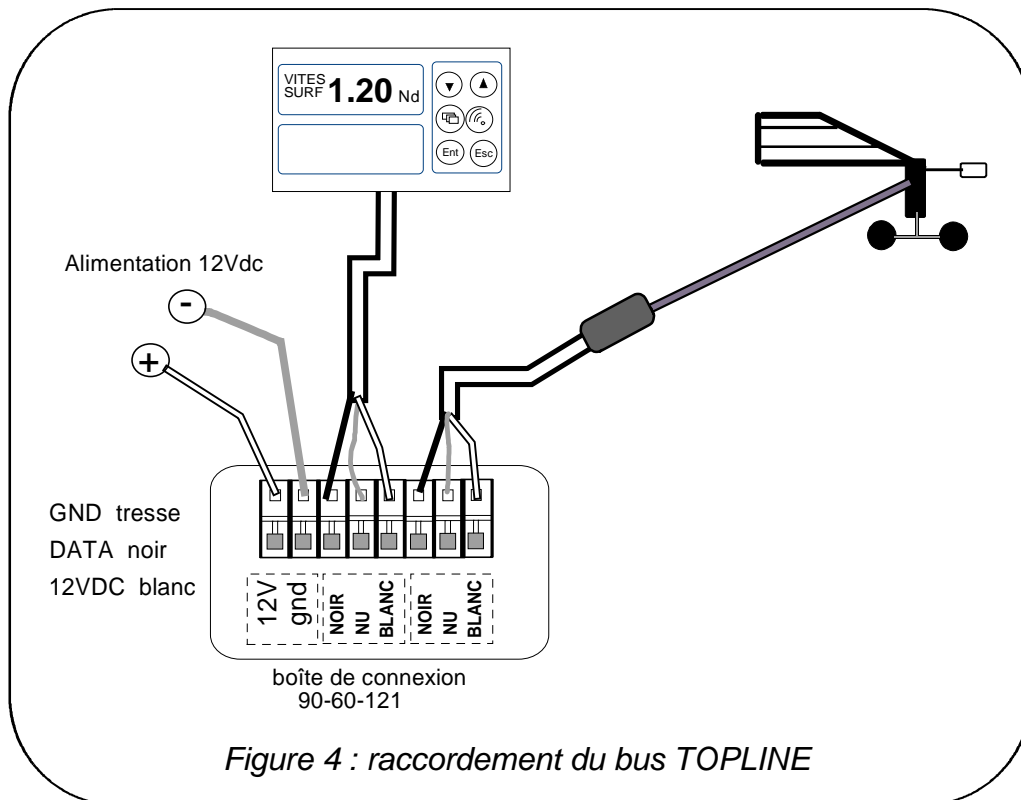 VITES
SURF 1.20 Nd
Ent Esc
Alimentation 12Vdc
-
+
GND tresse
DATA noir
12VDC blanc
12V
gnd
NOIR
NU
BLANC
NOIR
NU
BLANC
boîte de connexion
90-60-121
Figure 4 : raccordement du bus TOPLINE